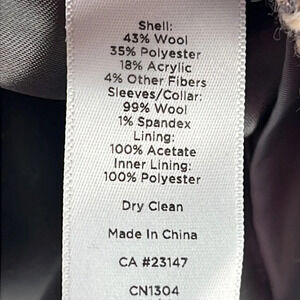 Shell:
43% Wool
35% Polyester
18% Acrylic
4% Other Fibers
Sleeves/Collar:
99% Wool
1% Spandex
Lining:
100% Acetate
Inner Lining:
100% Polyester
Dry Clean
Made In China
CA #23147
CN1304